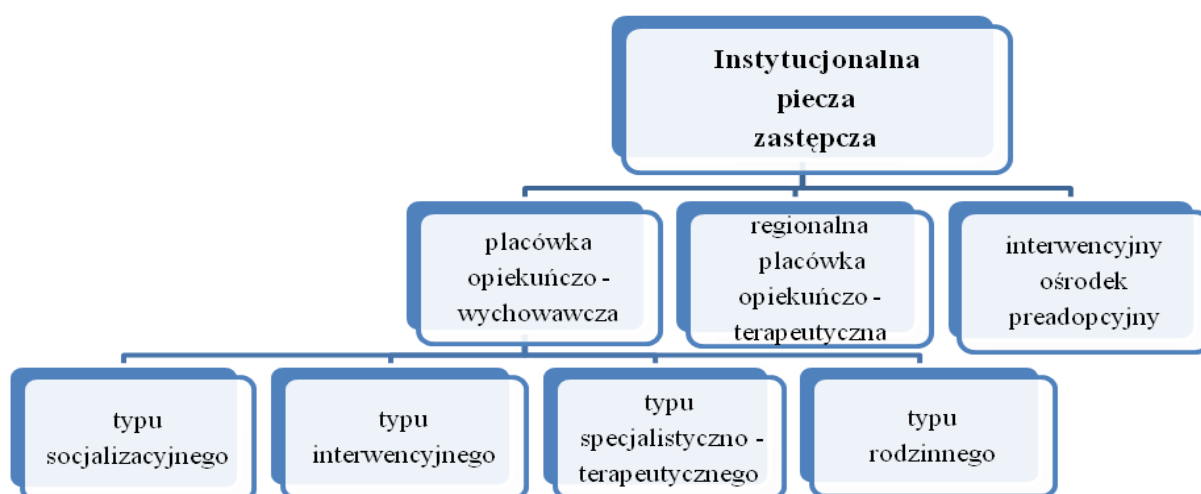 Instytucjonalna
piecza
zastępcza
placówka
opiekuńczo -
wychowawcza
regionalna
placówka
opiekuńczo -
terapeutyczna
interwencyjny
ośrodek
preadopcyjny
typu
socjalizacyjnego
typu
interwencyjnego
typu
specjalistyczno -
terapeutycznego
typu
rodzinnego